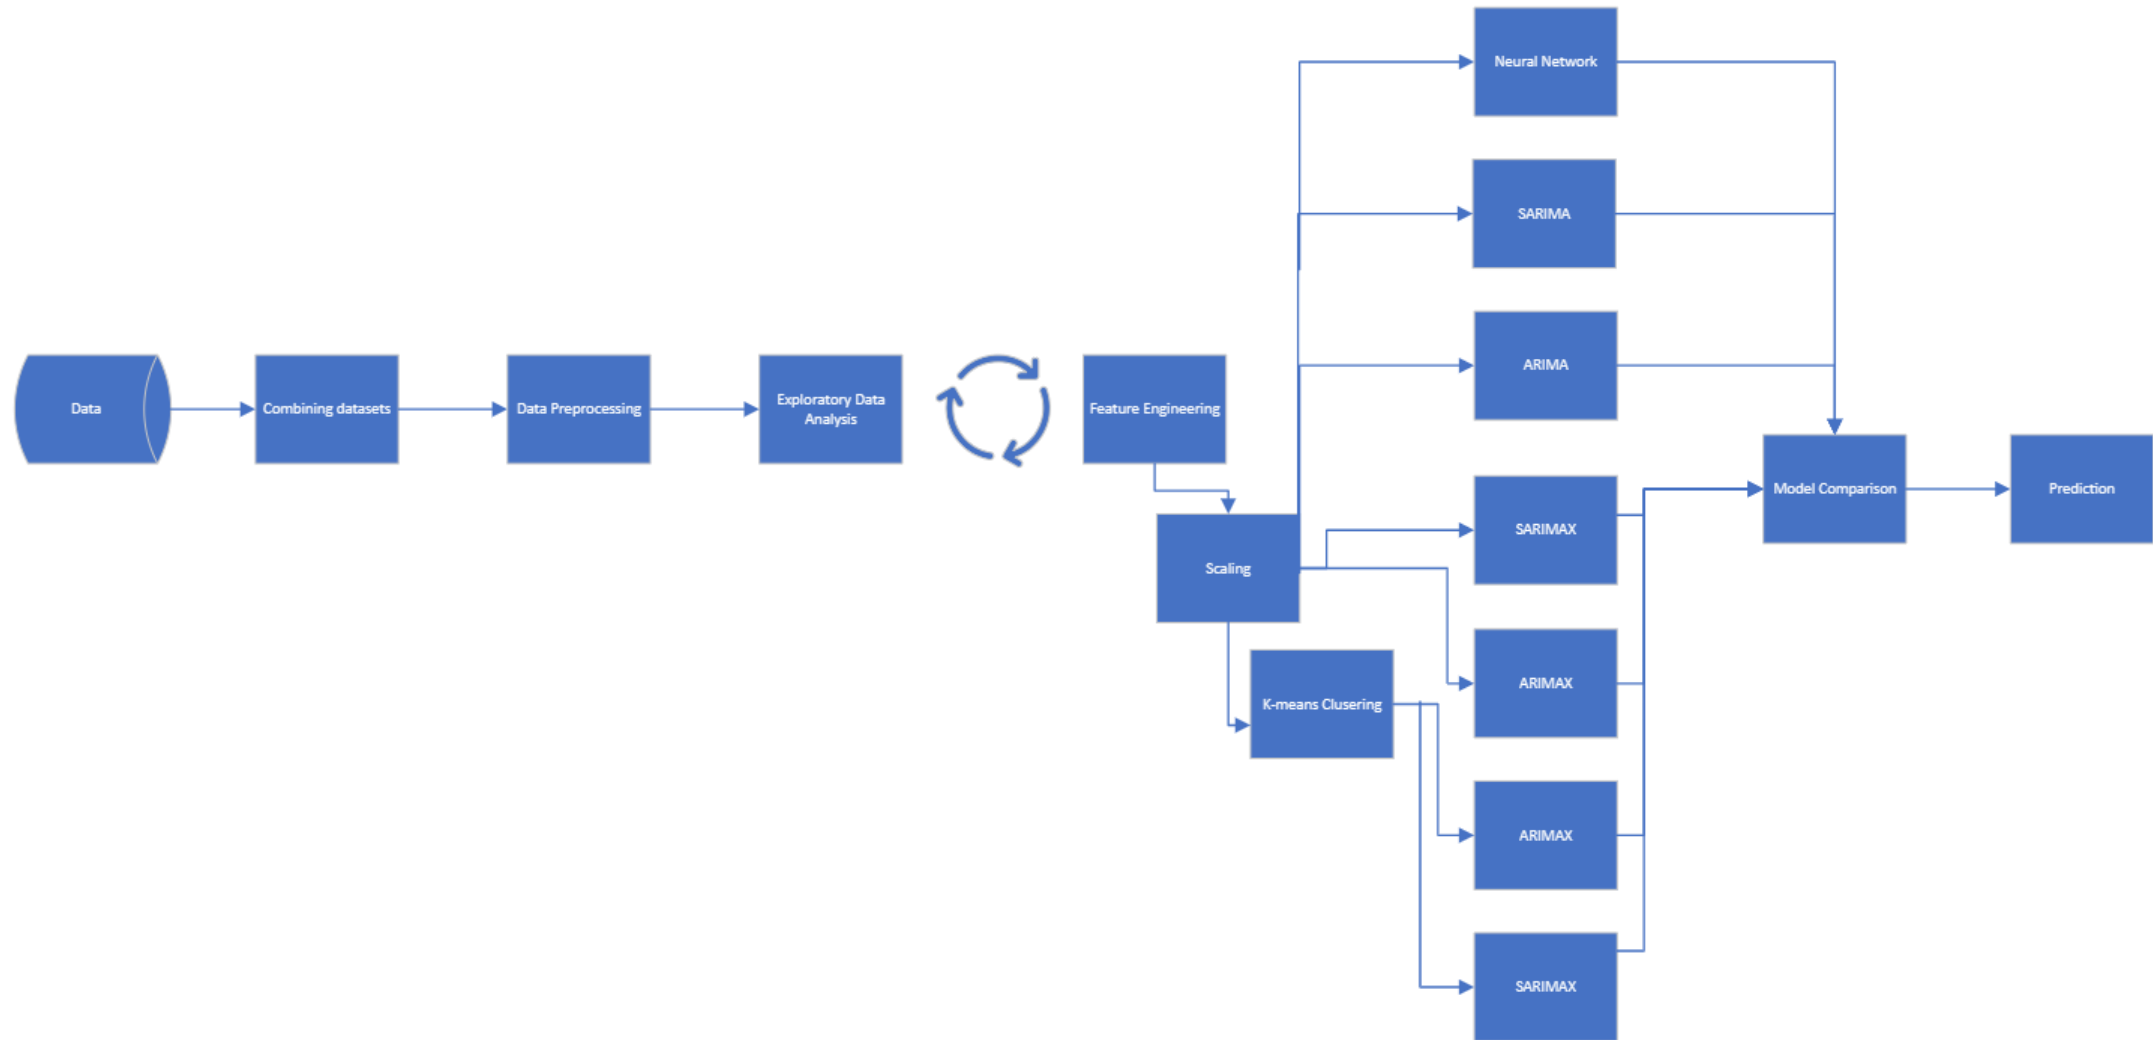 Data
Combining datasets
Data Preprocessing
Exploratory Data
Analysis
Feature Engineering
Scaling
K-means Clusering
Neural Network
SARIMA
ARIMA
SARIMAX
ARIMAX
ARIMAX
SARIMAX
Model Comparison
Prediction